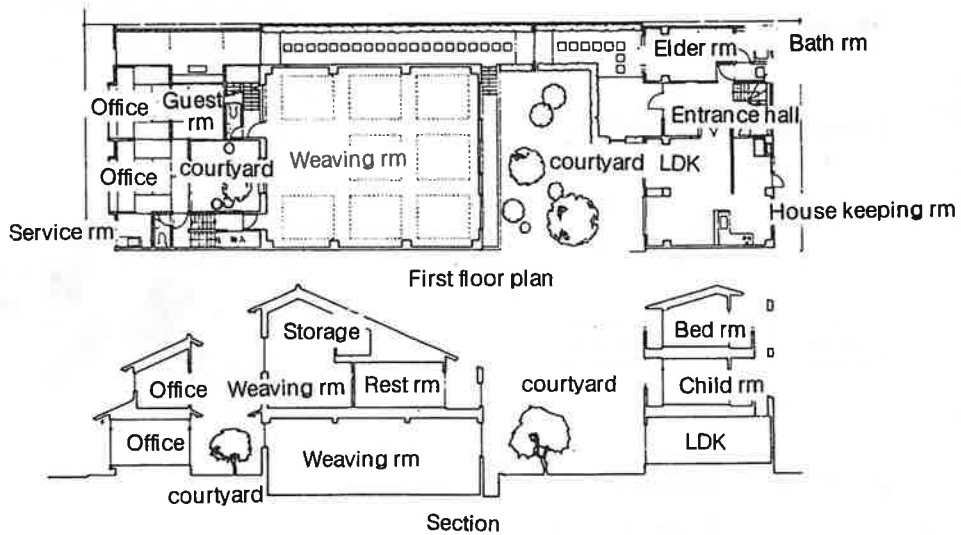 Elder rm
Bath rm
Office
Guest
rm
Entrance hall
Weaving rm
courtyard
courtyard
LDK
Office
House keeping rm
Service rm
First floor plan
Storage
Bed rm
Office
Weaving rm
Rest rm
courtyard
Child rm
Office
Weaving rm
LDK
courtyard
Section